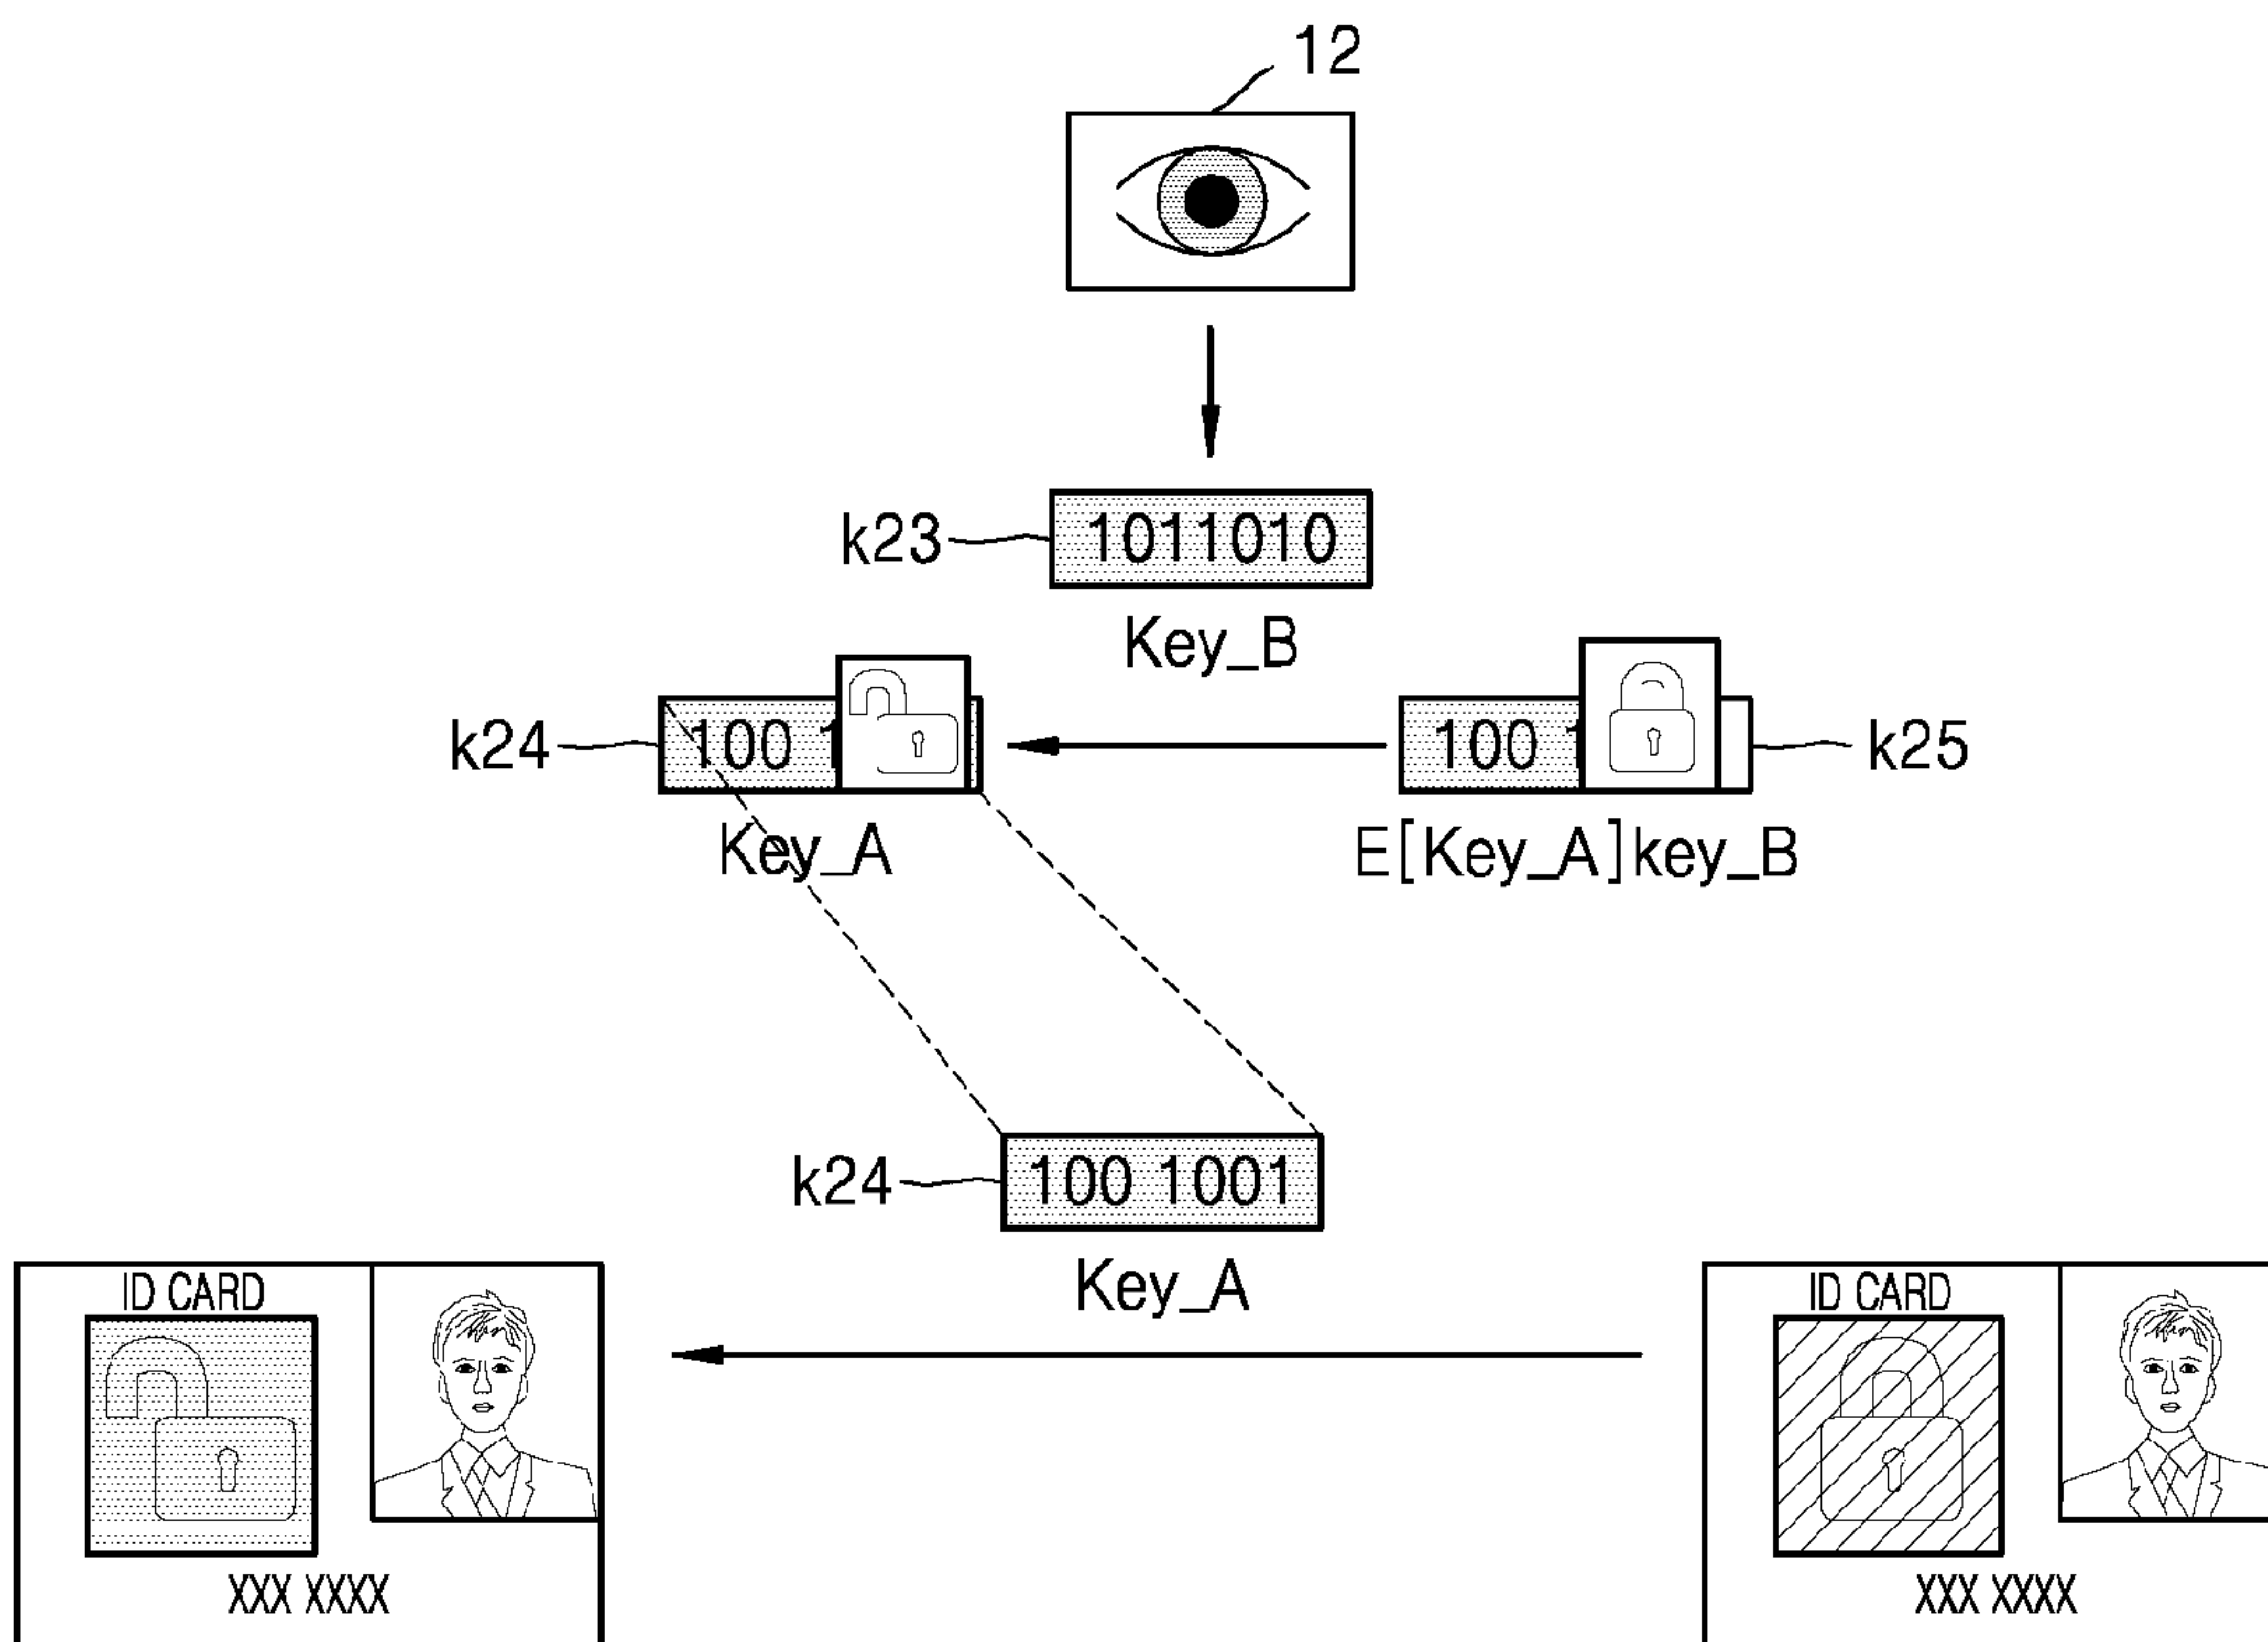 12
k23
1011010
Key_B
k24
100 1
100 1
k25
Key_A
E[Key_A]key_B
k24
100 1001
Key_A
ID CARD
ID CARD
XXX XXXX
XXX XXXX